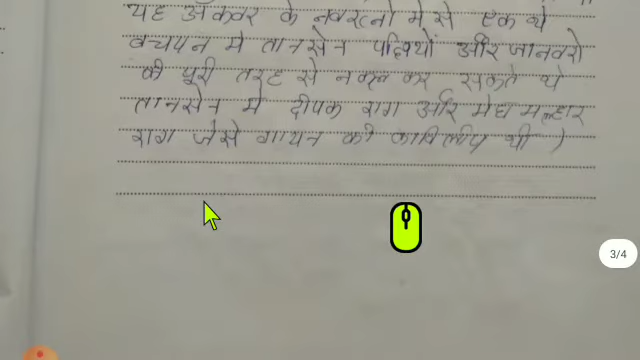 यह अकबर के नवरत्नो मे से एक थे
बचपन मे तानसेन पक्षियों और जानवरो
की पूरी तरह से नकल कर सकते थे
तानसेन मे दीपक राग और मेघ मल्हार
राग जैसे गायन की काबिलीय थी )
3/4